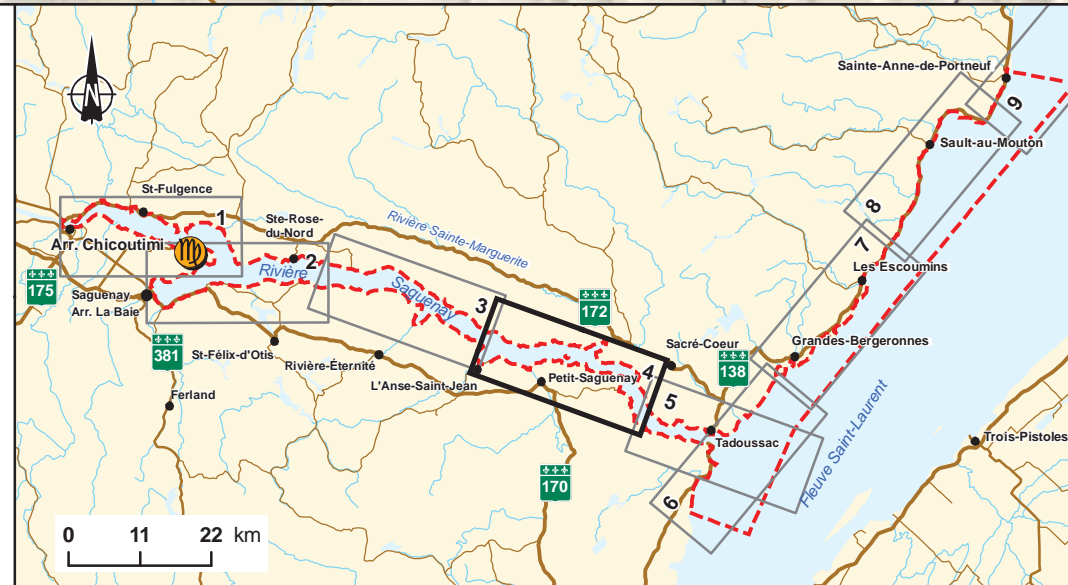 N
Sainte-Anne-de-Portneuf
9
Sault-au-Mouton
St-Fulgence
1
Ste-Rose-
du-Nord
Rivière Sainte-Marguerite
8
Arr. Chicoutimi
7
2
Rivière
Les Escoumins
175
Saguenay
Saguenay
Arr. La Baie
3
172
381
St-Félix-d'Otis
Sacré-Coeur
Grandes-Bergeronnes
138
Rivière-Éternité
L'Anse-Saint-Jean
Petit-Saguenay
4
Ferland
5
Fleuve Saint-Laurent
Tadoussac
Trois-Pistoles
170
6
0 11 22 km